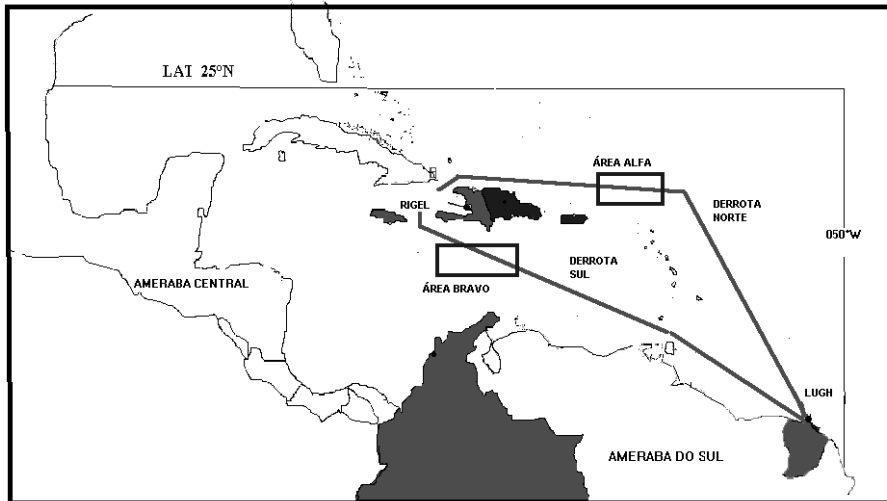 LAT 25°N
ÁREA ALFA
RIGEL
DERROTA
NORTE
050°W
DERROTA
SUL
AMERABA CENTRAL
ÁREA BRAVO
LUGH
AMERABA DO SUL